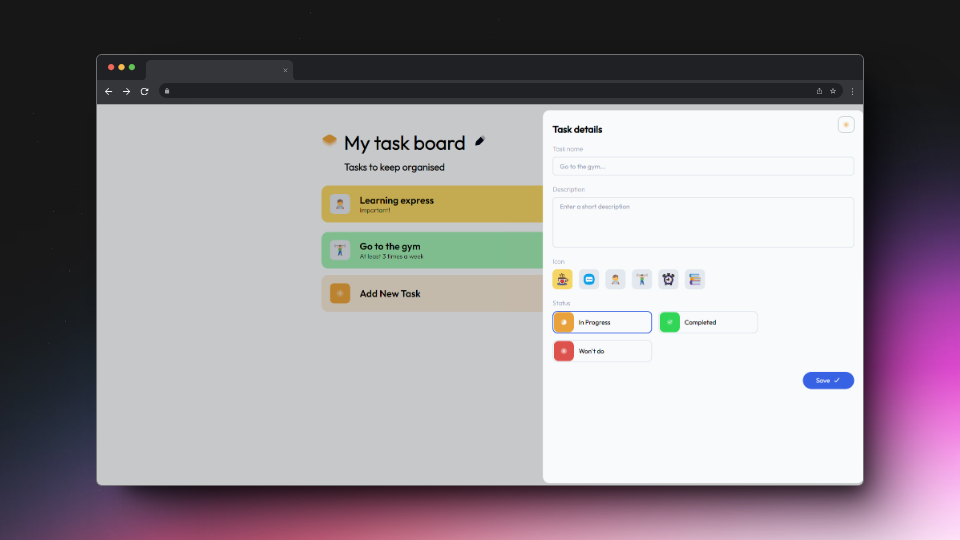 My task board
Tasks to keep organised
Learning express
Important!
Go to the gym
At least 3 times a week
Add New Task
Task details
Task name
Go to the gym...
Description
Enter a short description
Icon
Status
In Progress
Completed
Won't do
Save